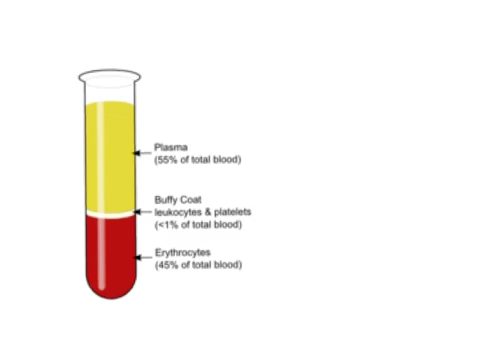 Plasma
(55% of total blood)
Buffy Coat
leukocytes & platelets
(<1% of total blood)
Erythrocytes
(45% of total blood)